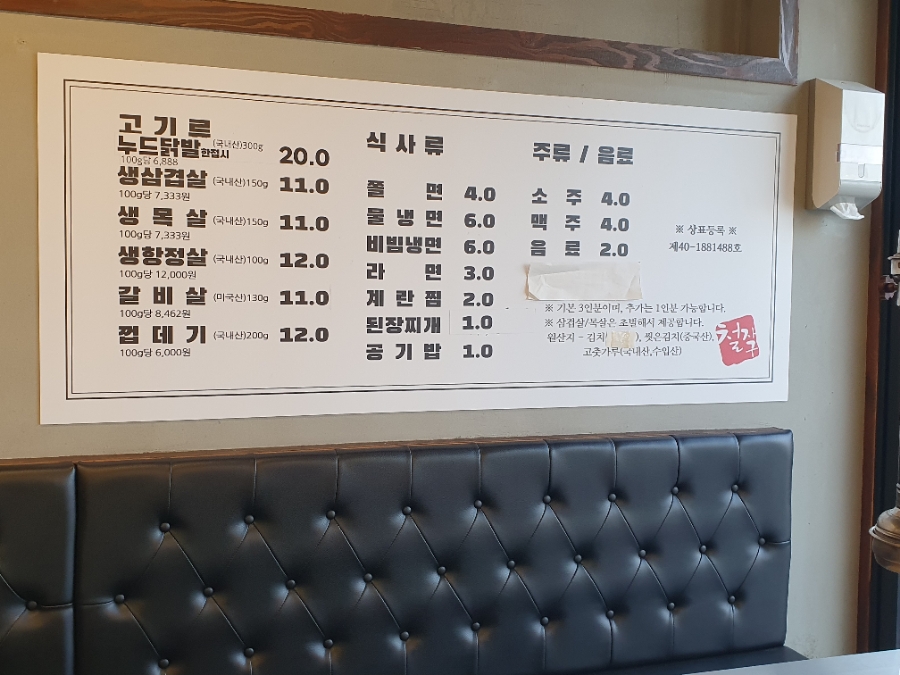 고기류
누드닭발한접시 (국내산)300g 20.0
100g당 6,888
생삼겹살 (국내산)150g 11.0
100g당 7,333원
생목살 (국내산)150g 11.0
100g당 7,333원
생항정살 (국내산)100g 12.0
100g당 12,000원
갈비살 (미국산)130g 11.0
100g당 8,462원
껍데기 (국내산)200g 12.0
100g당 6,000원
식사류
쫄면 4.0
물냉면 6.0
비빔냉면 6.0
라면 3.0
계란찜 2.0
된장찌개 1.0
공기밥 1.0
주류 / 음료
소주 4.0
맥주 4.0
음료 2.0
※ 상표등록 ※
제40-1881488호
※ 기본 3인분이며, 추가는 1인분 가능합니다.
※ 삼겹살/목살은 초벌해서 제공합니다.
원산지 - 김치( ), 씻은김치(중국산),
고춧가루(국내산,수입산)
철판